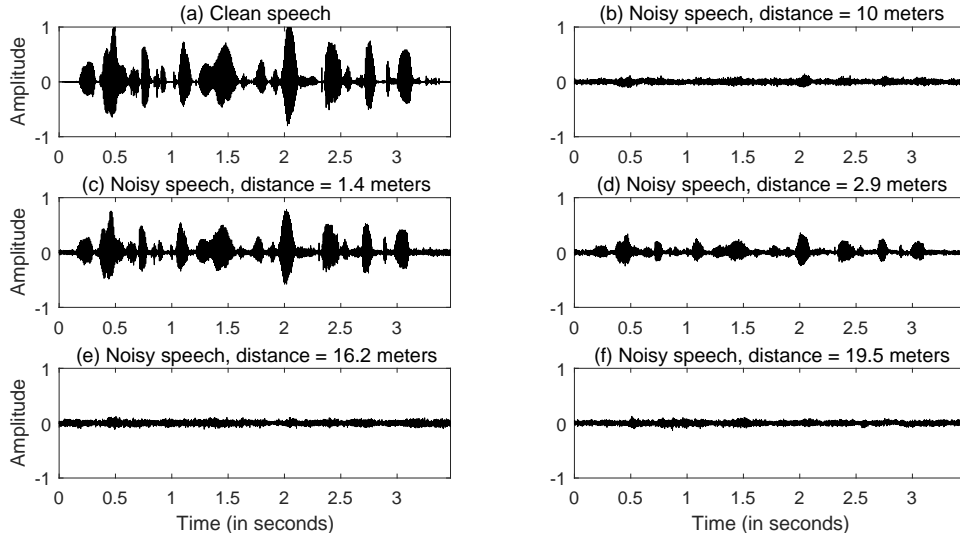 (a) Clean speech
1
0
-1
Amplitude
0 0.5 1 1.5 2 2.5 3
(b) Noisy speech, distance = 10 meters
1
0
-1
0 0.5 1 1.5 2 2.5 3
(c) Noisy speech, distance = 1.4 meters
1
0
-1
Amplitude
0 0.5 1 1.5 2 2.5 3
(d) Noisy speech, distance = 2.9 meters
1
0
-1
0 0.5 1 1.5 2 2.5 3
(e) Noisy speech, distance = 16.2 meters
1
0
-1
Amplitude
0 0.5 1 1.5 2 2.5 3
Time (in seconds)
(f) Noisy speech, distance = 19.5 meters
1
0
-1
0 0.5 1 1.5 2 2.5 3
Time (in seconds)